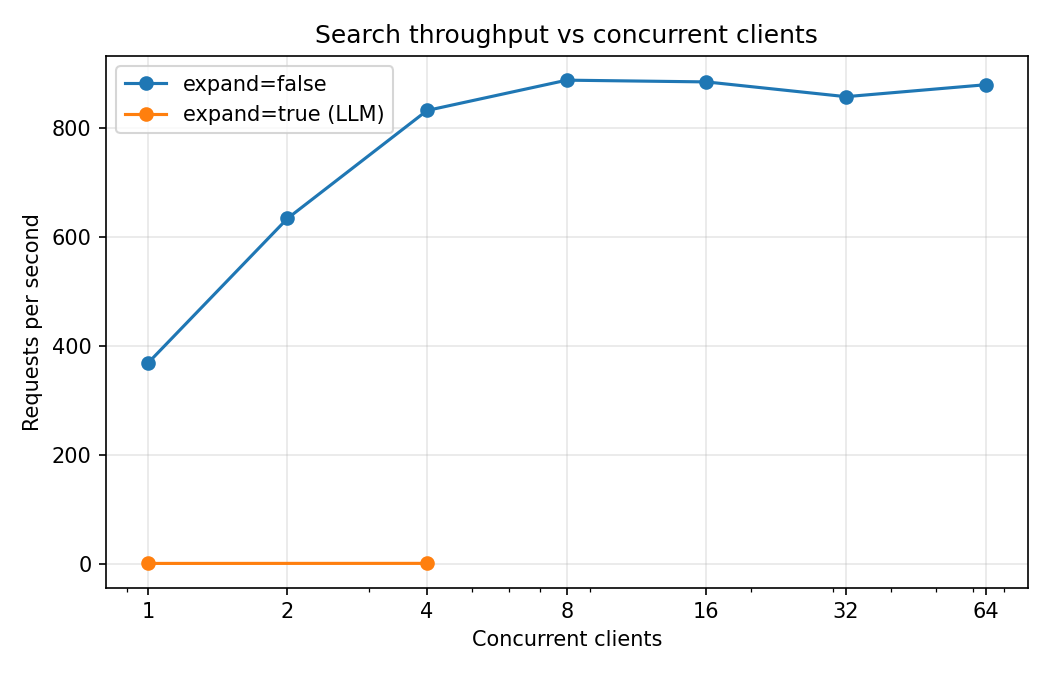 Search throughput vs concurrent clients
expand=false
expand=true (LLM)
Requests per second
800
600
400
200
0
1 2 4 8 16 32 64
Concurrent clients